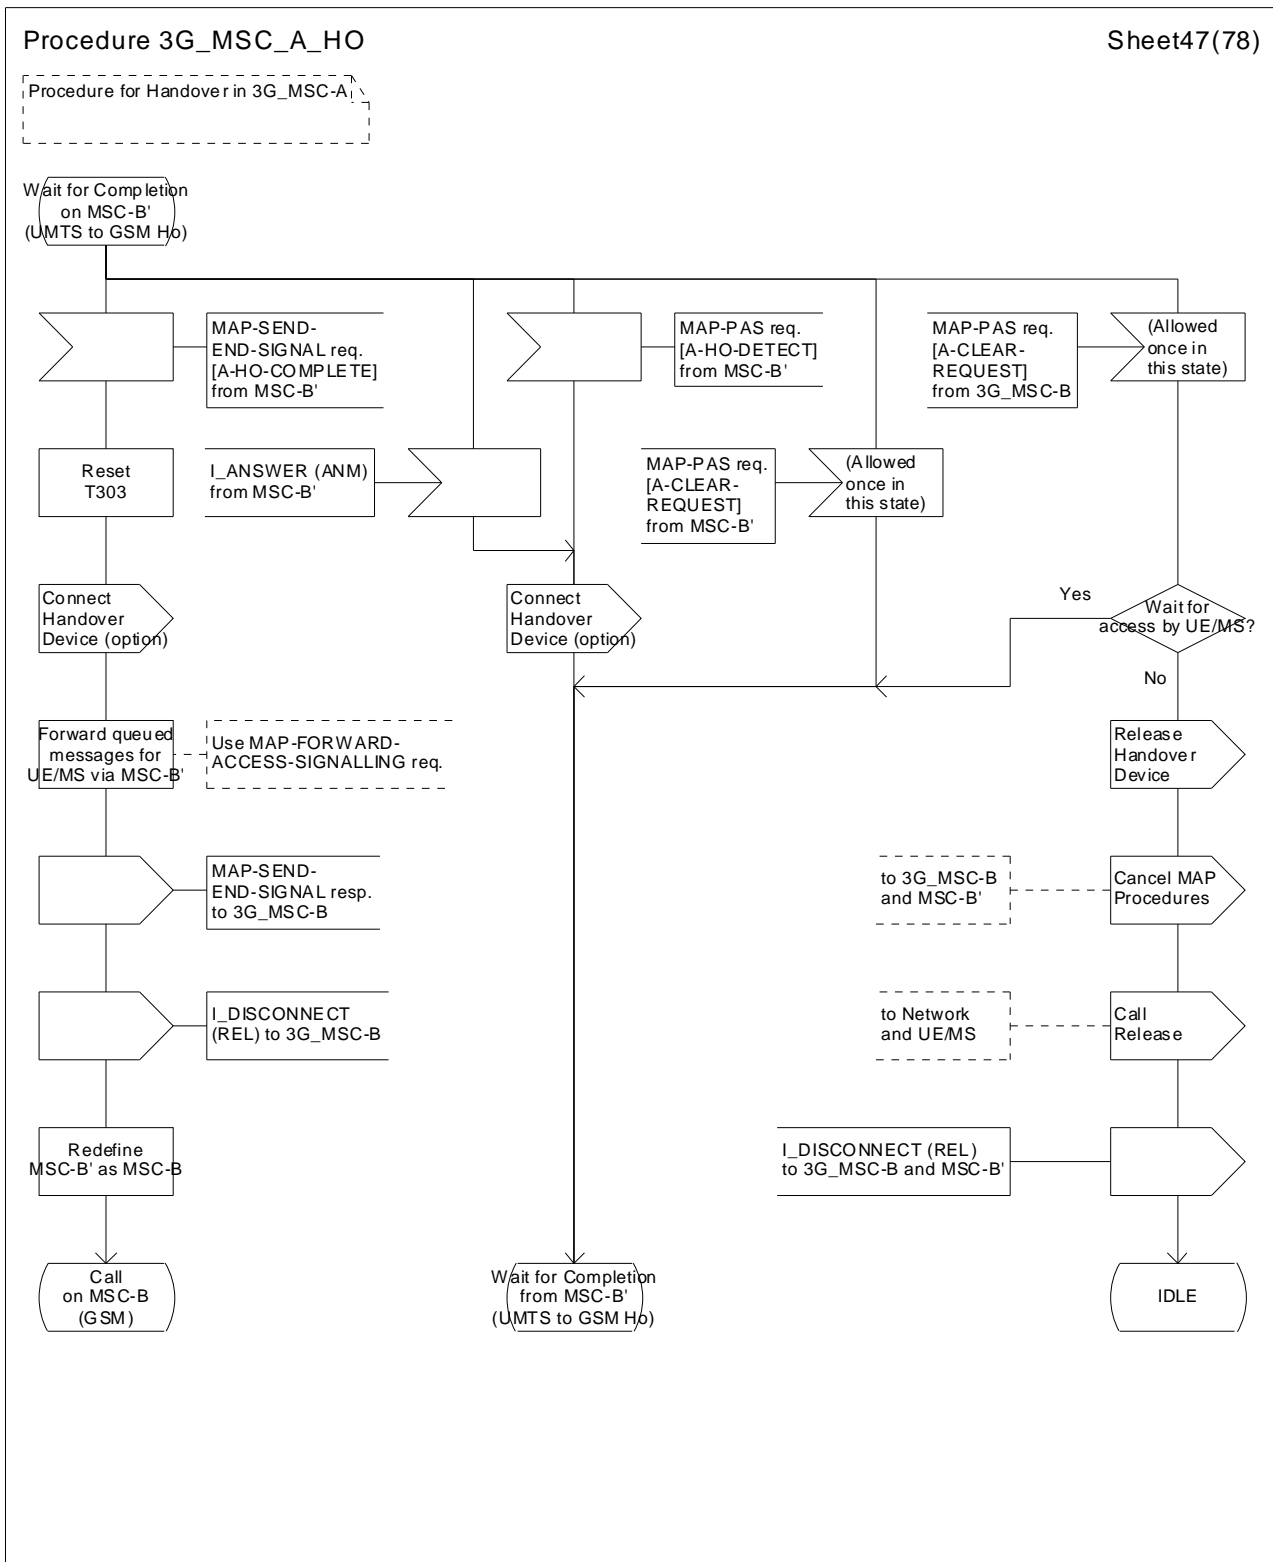 Procedure 3G_MSC_A_HO
Sheet47(78)
Procedure for Handover in 3G_MSC-A
Wait for Completion
on MSC-B'
(UMTS to GSM Ho)
MAP-SEND-
END-SIGNAL req.
[A-HO-COMPLETE]
from MSC-B'
MAP-PAS req.
[A-HO-DETECT]
from MSC-B'
MAP-PAS req.
[A-CLEAR-
REQUEST]
from 3G_MSC-B
(Allowed
once in
this state)
Reset
T303
I_ANSWER (ANM)
from MSC-B'
MAP-PAS req.
[A-CLEAR-
REQUEST]
from MSC-B'
(Allowed
once in
this state)
Connect
Handover
Device (option)
Connect
Handover
Device (option)
Yes
Wait for
access by UE/MS?
No
Forward queued
messages for
UE/MS via MSC-B'
Use MAP-FORWARD-
ACCESS-SIGNALLING req.
Release
Handover
Device
MAP-SEND-
END-SIGNAL resp.
to 3G_MSC-B
to 3G_MSC-B
and MSC-B'
Cancel MAP
Procedures
I_DISCONNECT
(REL) to 3G_MSC-B
to Network
and UE/MS
Call
Release
Redefine
MSC-B' as MSC-B
I_DISCONNECT (REL)
to 3G_MSC-B and MSC-B'
Call
on MSC-B
(GSM)
Wait for Completion
from MSC-B'
(UMTS to GSM Ho)
IDLE